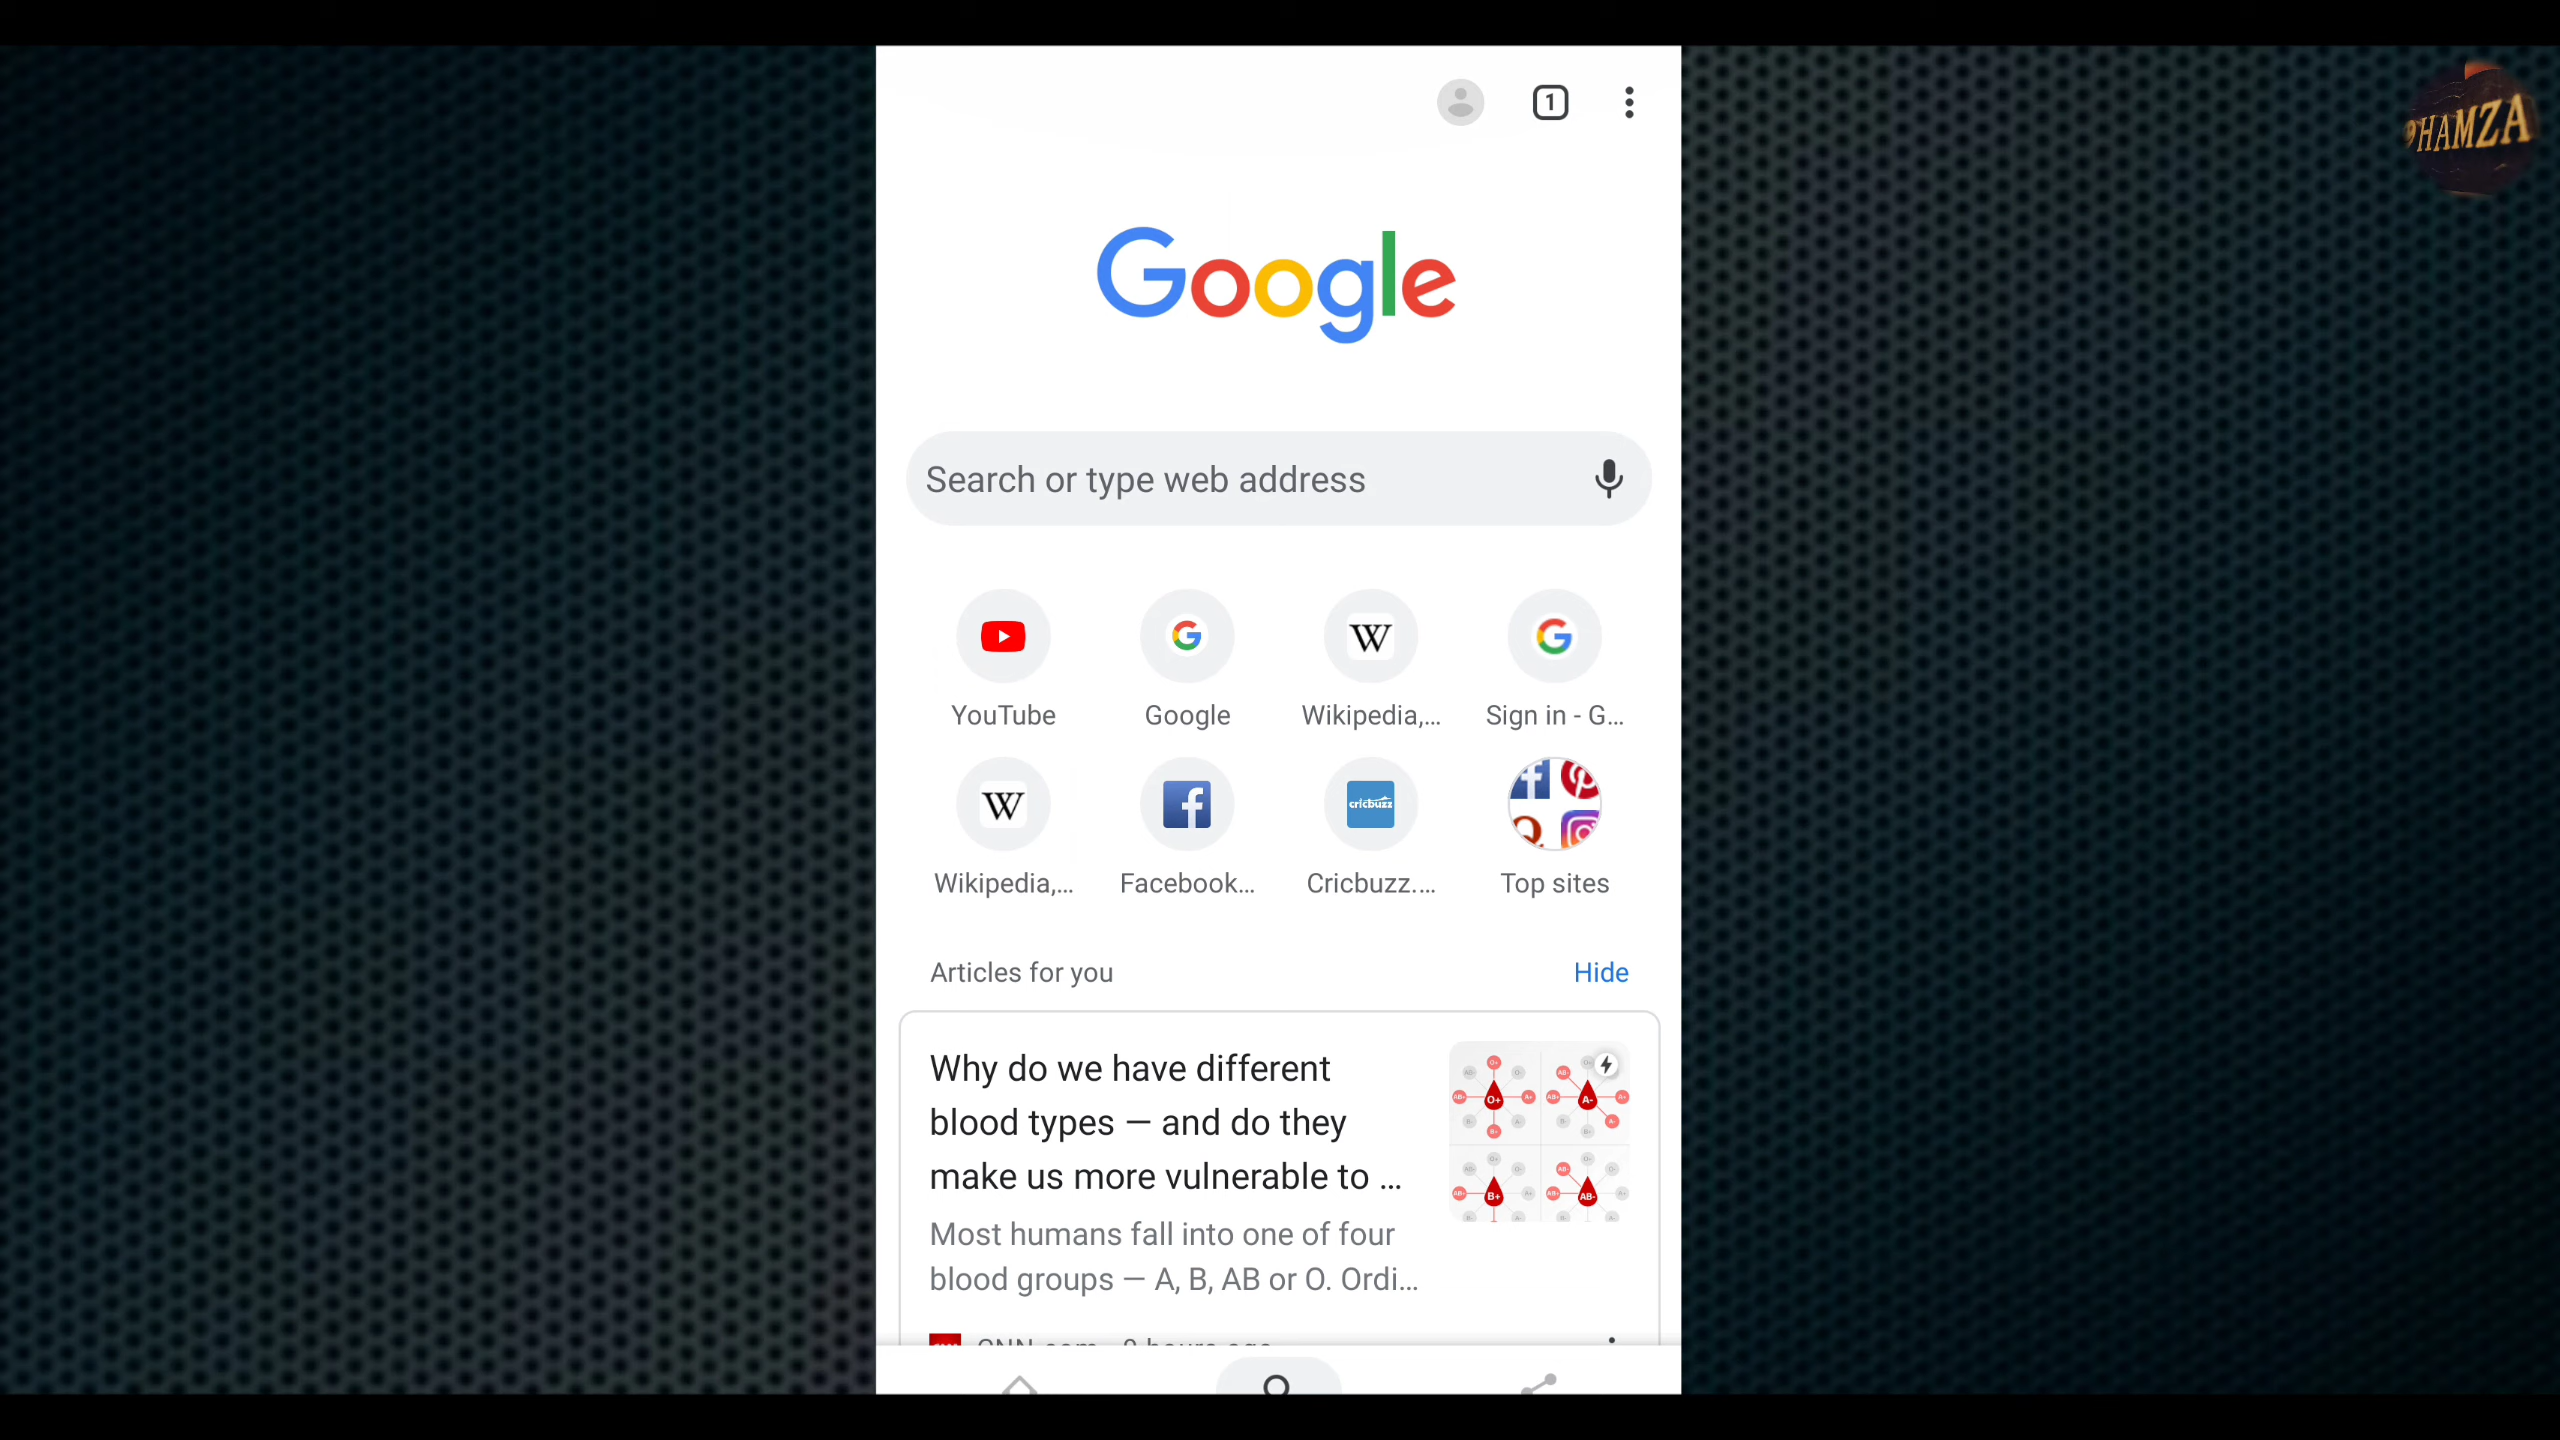 1
HAMZA
Google
Search or type web address
YouTube
Google
Wikipedia,...
Sign in - G...
Wikipedia,...
Facebook...
cricbuzz
Cricbuzz....
Top sites
Articles for you
Hide
Why do we have different
blood types — and do they
make us more vulnerable to ...
O+
A-
B+
AB-
Most humans fall into one of four
blood groups — A, B, AB or O. Ordi...